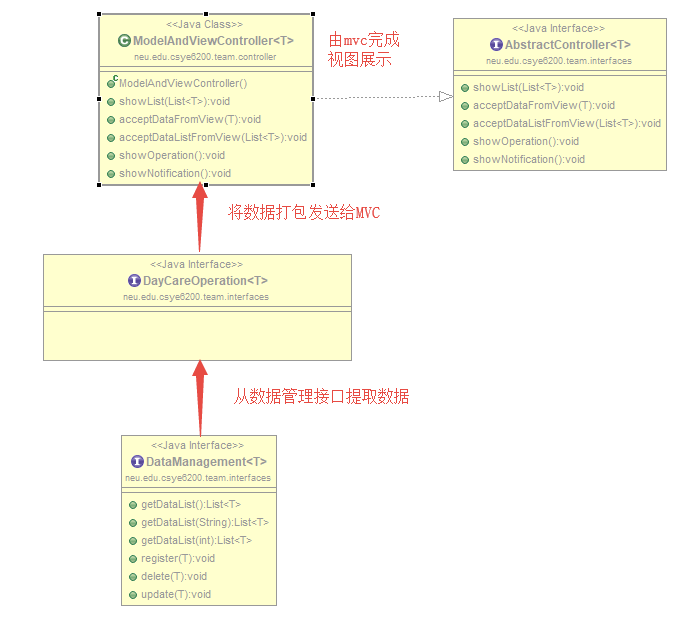 <<Java Class>>
ModelAndViewController<T>
neu.edu.csye6200.team.controller
ModelAndViewController()
showList(List<T>):void
acceptDataFromView(T):void
acceptDataListFromView(List<T>):void
showOperation():void
showNotification():void
由mvc完成
视图展示
<<Java Interface>>
AbstractController<T>
neu.edu.csye6200.team.interfaces
showList(List<T>):void
acceptDataFromView(T):void
acceptDataListFromView(List<T>):void
showOperation():void
showNotification():void
将数据打包发送给MVC
<<Java Interface>>
DayCareOperation<T>
neu.edu.csye6200.team.interfaces
从数据管理接口提取数据
<<Java Interface>>
DataManagement<T>
neu.edu.csye6200.team.interfaces
getDataList():List<T>
getDataList(String):List<T>
getDataList(int):List<T>
register(T):void
delete(T):void
update(T):void